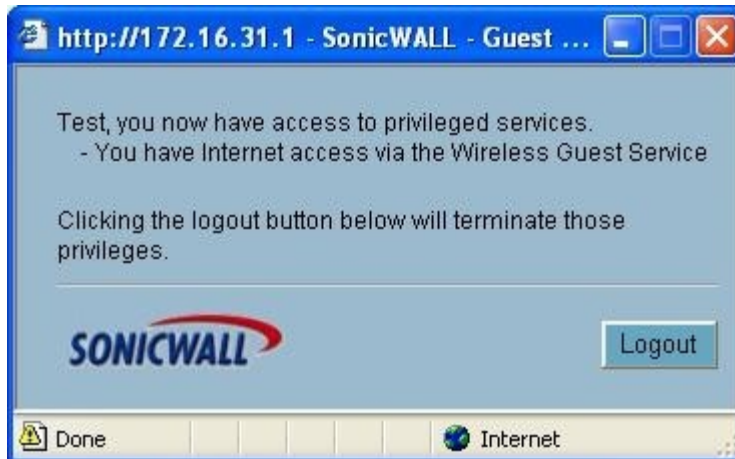 http://172.16.31.1 - SonicWALL - Guest ...
Test, you now have access to privileged services.
- You have Internet access via the Wireless Guest Service
Clicking the logout button below will terminate those
privileges.
SONICWALL
Logout
Done
Internet